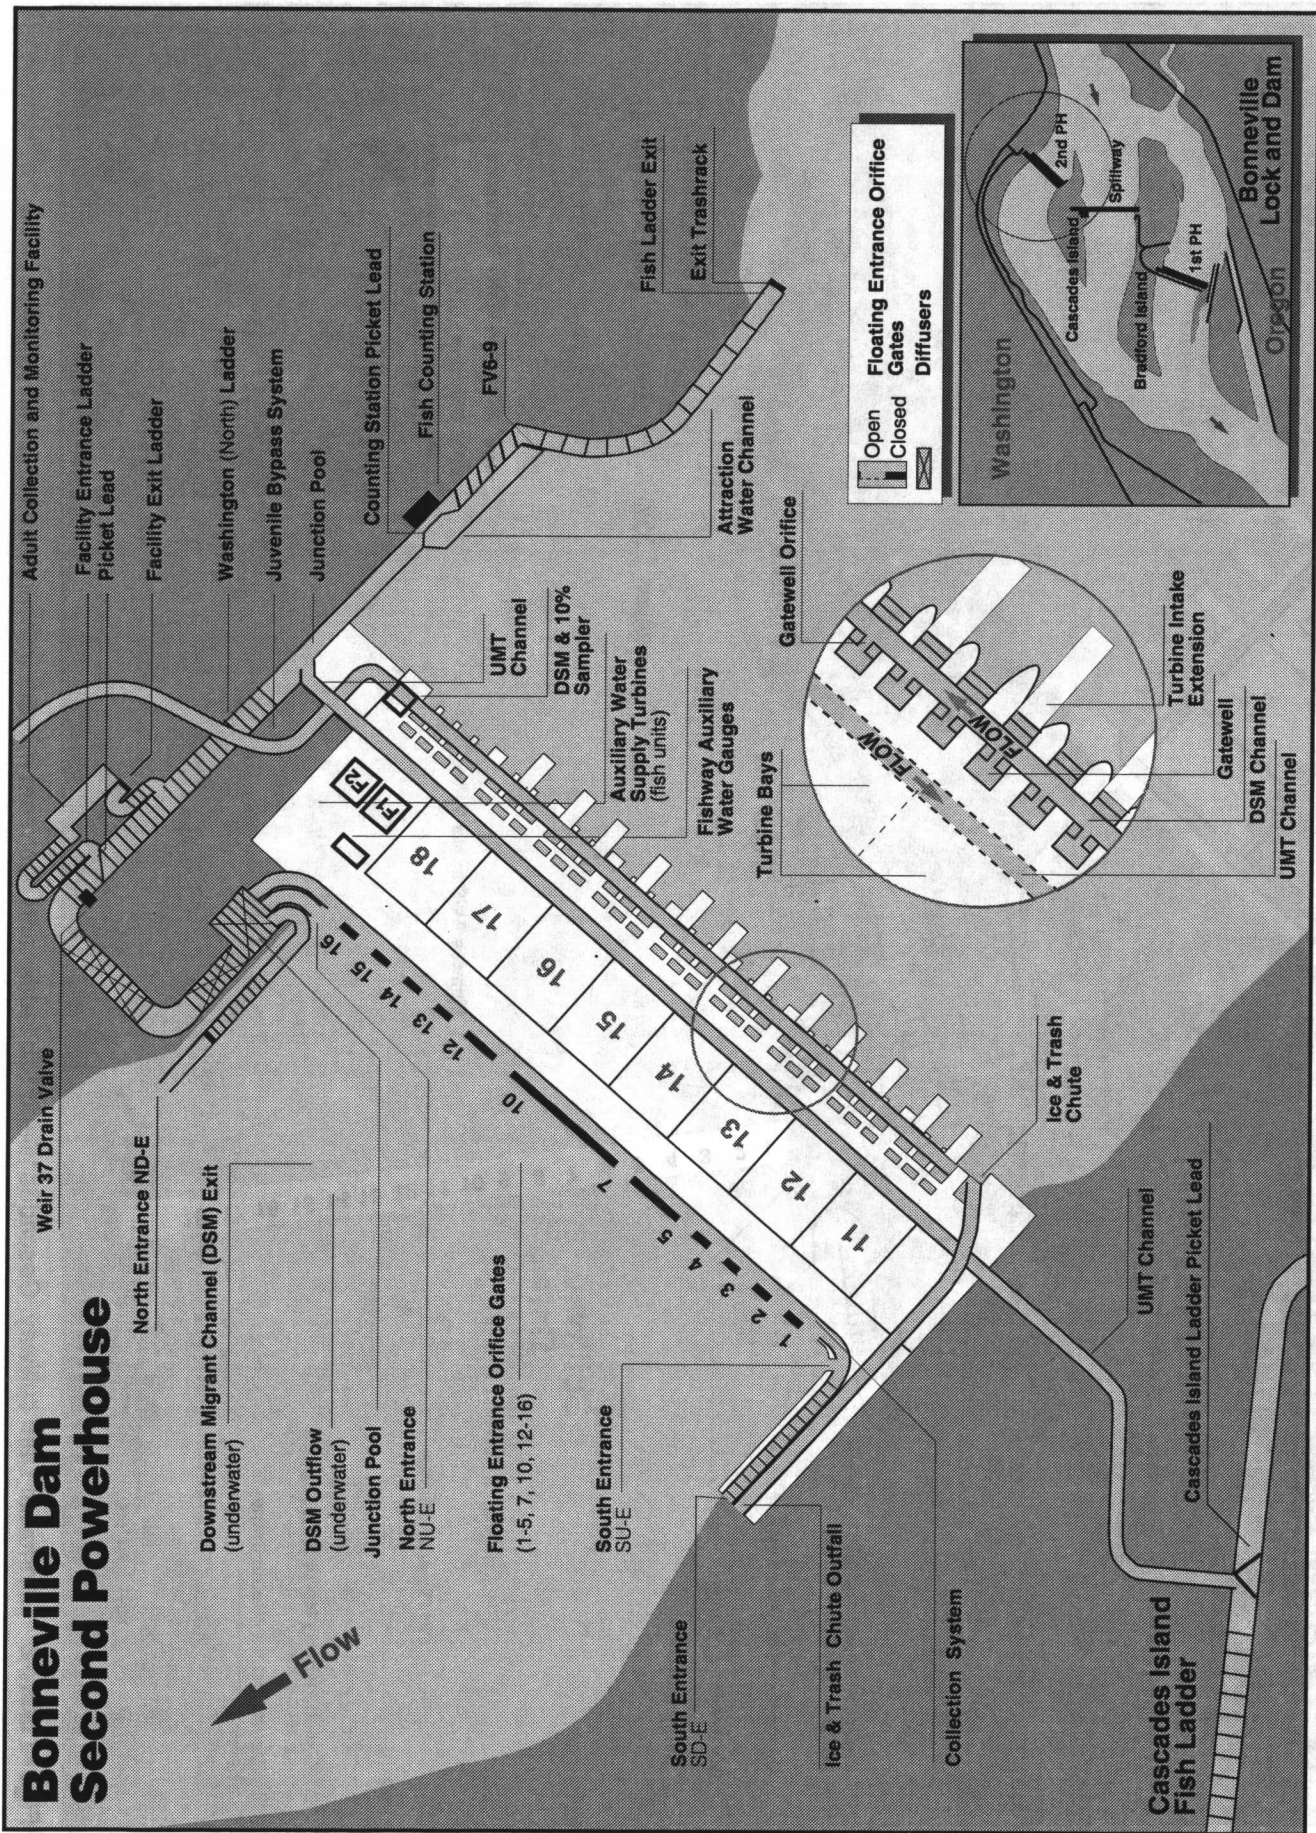 Bonneville Dam
Second Powerhouse
Flow
Weir 37 Drain Valve
North Entrance ND-E
Downstream Migrant Channel (DSM) Exit
(underwater)
DSM Outflow
(underwater)
Junction Pool
North Entrance
NU-E
Floating Entrance Orifice Gates
(1-5, 7, 10, 12-16)
South Entrance
SU-E
South Entrance
SD-E
Ice & Trash Chute Outfall
Collection System
Cascades Island
Fish Ladder
Adult Collection and Monitoring Facility
Facility Entrance Ladder
Picket Lead
Facility Exit Ladder
Washington (North) Ladder
Juvenile Bypass System
Junction Pool
Counting Station Picket Lead
Fish Counting Station
FV6-9
Fish Ladder Exit
Exit Trashrack
Attraction
Water Channel
UMT
Channel
DSM & 10%
Sampler
Auxiliary Water
Supply Turbines
(fish units)
Fishway Auxiliary
Water Gauges
F2
F1
18
17
16
15
14
13
12
11
16
15
14
13
12
10
7
5
4
3
2
1
Ice & Trash
Chute
UMT Channel
Cascades Island Ladder Picket Lead
Gatewell Orifice
Turbine Bays
FLOW
FLOW
Turbine Intake
Extension
Gatewell
DSM Channel
UMT Channel
Open
Closed
Floating Entrance Orifice
Gates
Diffusers
Washington
2nd PH
Cascades Island
Spillway
Bradford Island
1st PH
Oregon
Bonneville
Lock and Dam